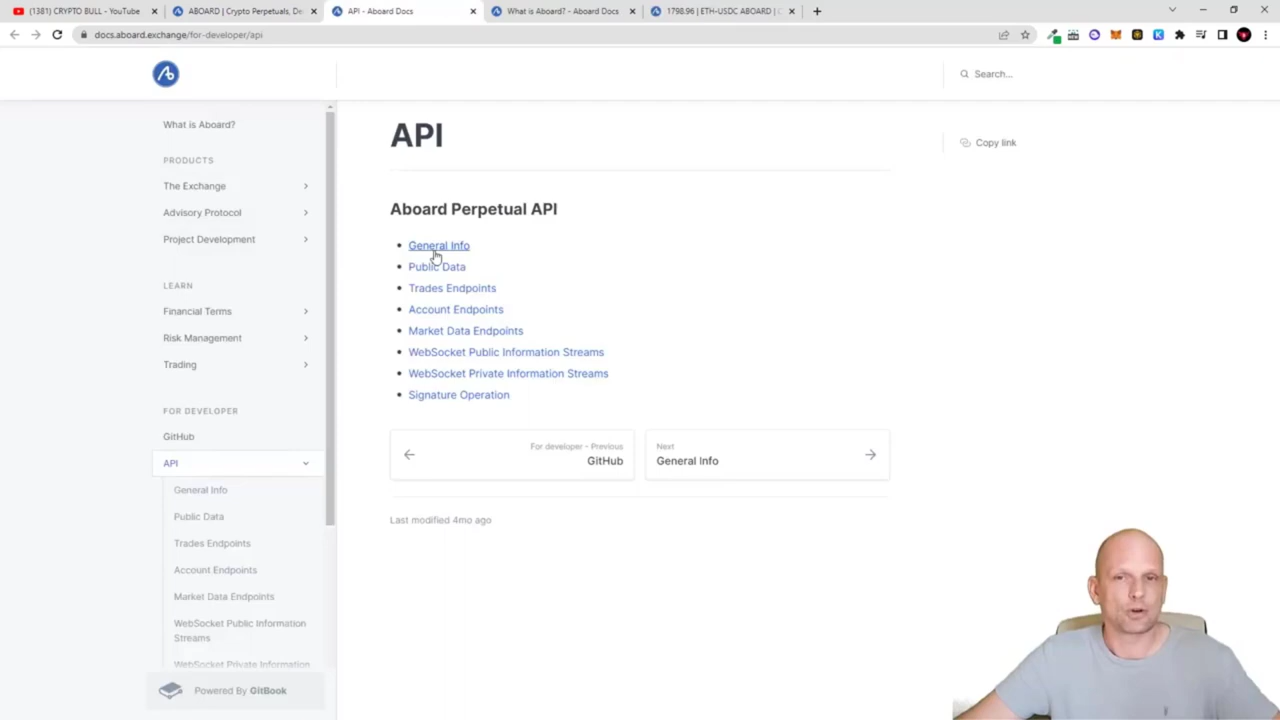 (1381) CRYPTO BULL - YouTube
ABOARD | Crypto Perpetuals, De
API - Aboard Docs
What is Aboard? - Aboard Docs
1798.96 | ETH-USDC ABOARD |
docs.aboard.exchange/for-developer/api
Search...
What is Aboard?
PRODUCTS
The Exchange
Advisory Protocol
Project Development
LEARN
Financial Terms
Risk Management
Trading
FOR DEVELOPER
GitHub
API
General Info
Public Data
Trades Endpoints
Account Endpoints
Market Data Endpoints
WebSocket Public Information
Streams
WebSocket Private Information
Powered By GitBook
API
Copy link
Aboard Perpetual API
• General Info
• Public Data
• Trades Endpoints
• Account Endpoints
• Market Data Endpoints
• WebSocket Public Information Streams
• WebSocket Private Information Streams
• Signature Operation
For developer - Previous
GitHub
Next
General Info
Last modified 4mo ago